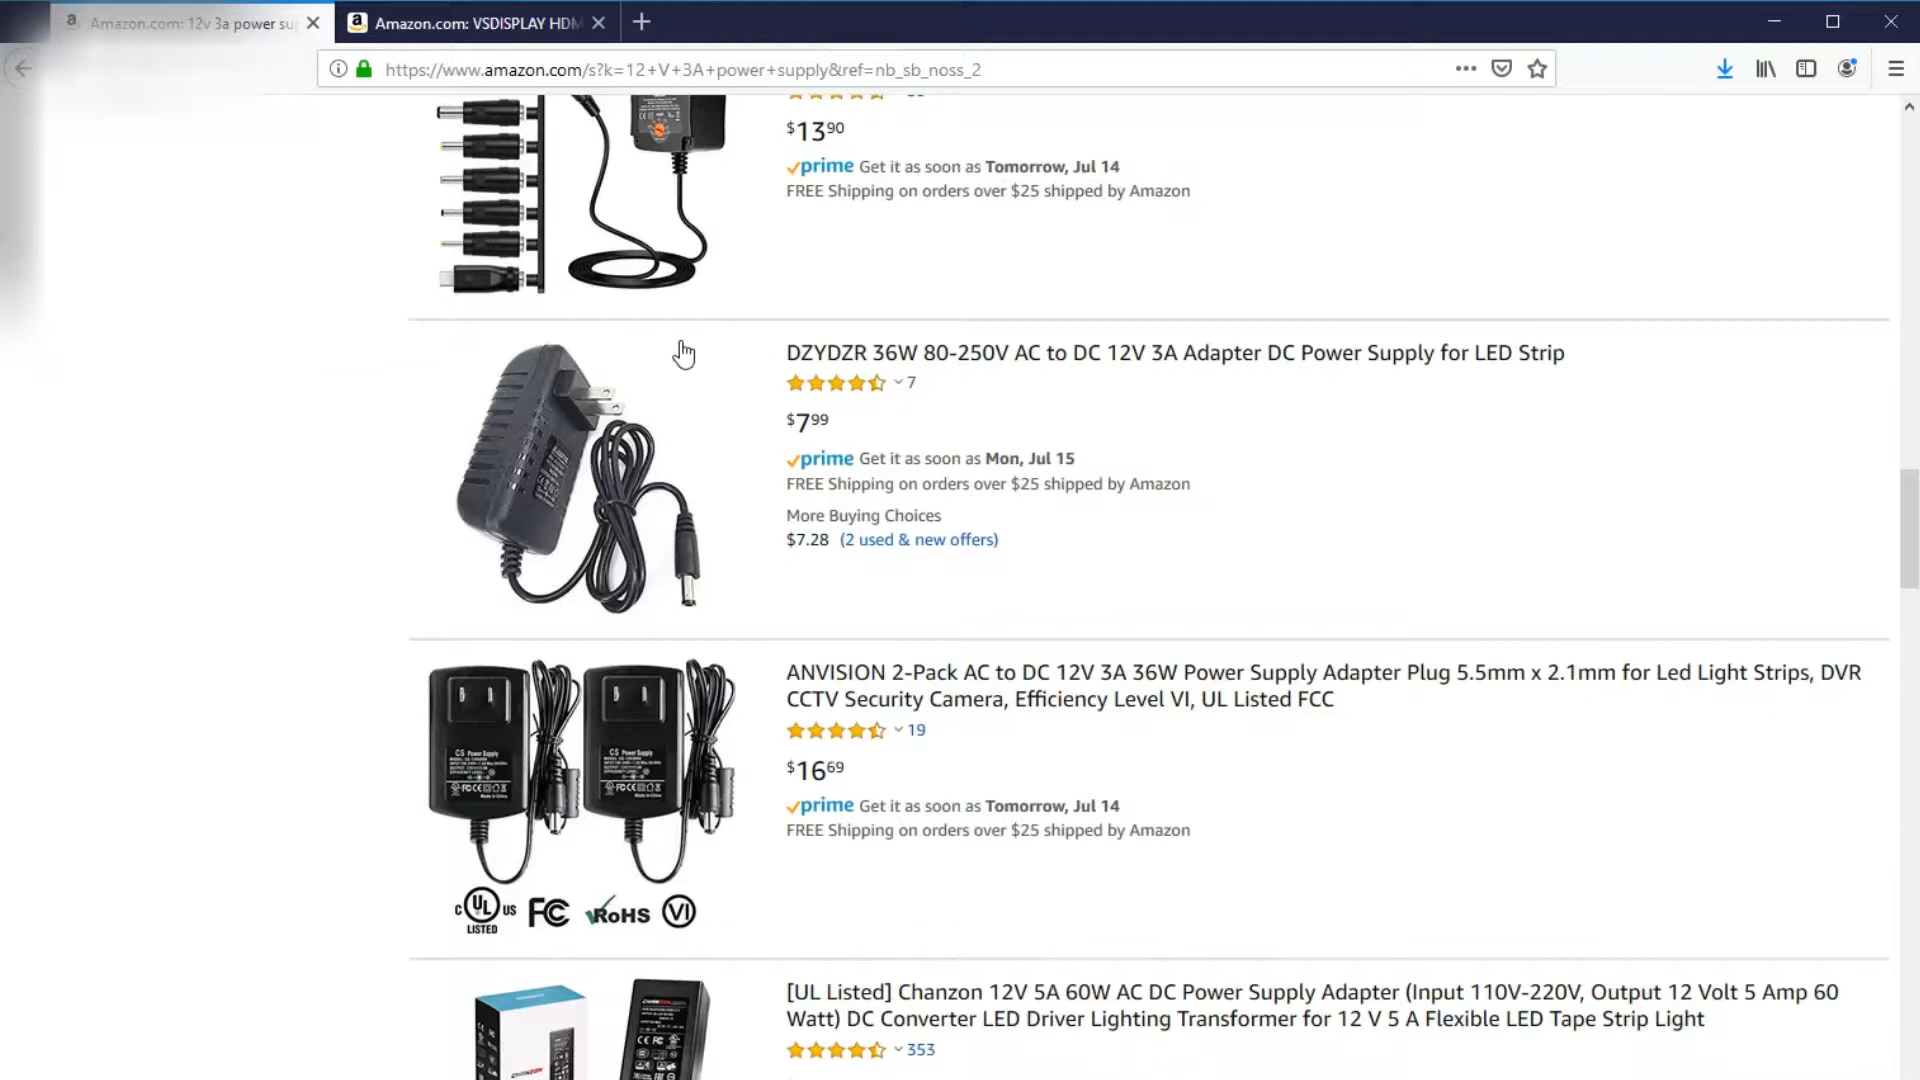 Amazon.com: 12v 3a power su
Amazon.com: VSDISPLAY HDM
https://www.amazon.com/s?k=12+V+3A+power+supply&ref=nb_sb_noss_2
$13 90
prime Get it as soon as Tomorrow, Jul 14
FREE Shipping on orders over $25 shipped by Amazon
DZYDZR 36W 80-250V AC to DC 12V 3A Adapter DC Power Supply for LED Strip
7
$7 99
prime Get it as soon as Mon, Jul 15
FREE Shipping on orders over $25 shipped by Amazon
More Buying Choices
$7.28 (2 used & new offers)
ANVISION 2-Pack AC to DC 12V 3A 36W Power Supply Adapter Plug 5.5mm x 2.1mm for Led Light Strips, DVR
CCTV Security Camera, Efficiency Level VI, UL Listed FCC
19
$16 69
prime Get it as soon as Tomorrow, Jul 14
FREE Shipping on orders over $25 shipped by Amazon
CS Power Supply
CS Power Supply
C UL US LISTED FC RoHS VI
[UL Listed] Chanzon 12V 5A 60W AC DC Power Supply Adapter (Input 110V-220V, Output 12 Volt 5 Amp 60
Watt) DC Converter LED Driver Lighting Transformer for 12 V 5 A Flexible LED Tape Strip Light
353